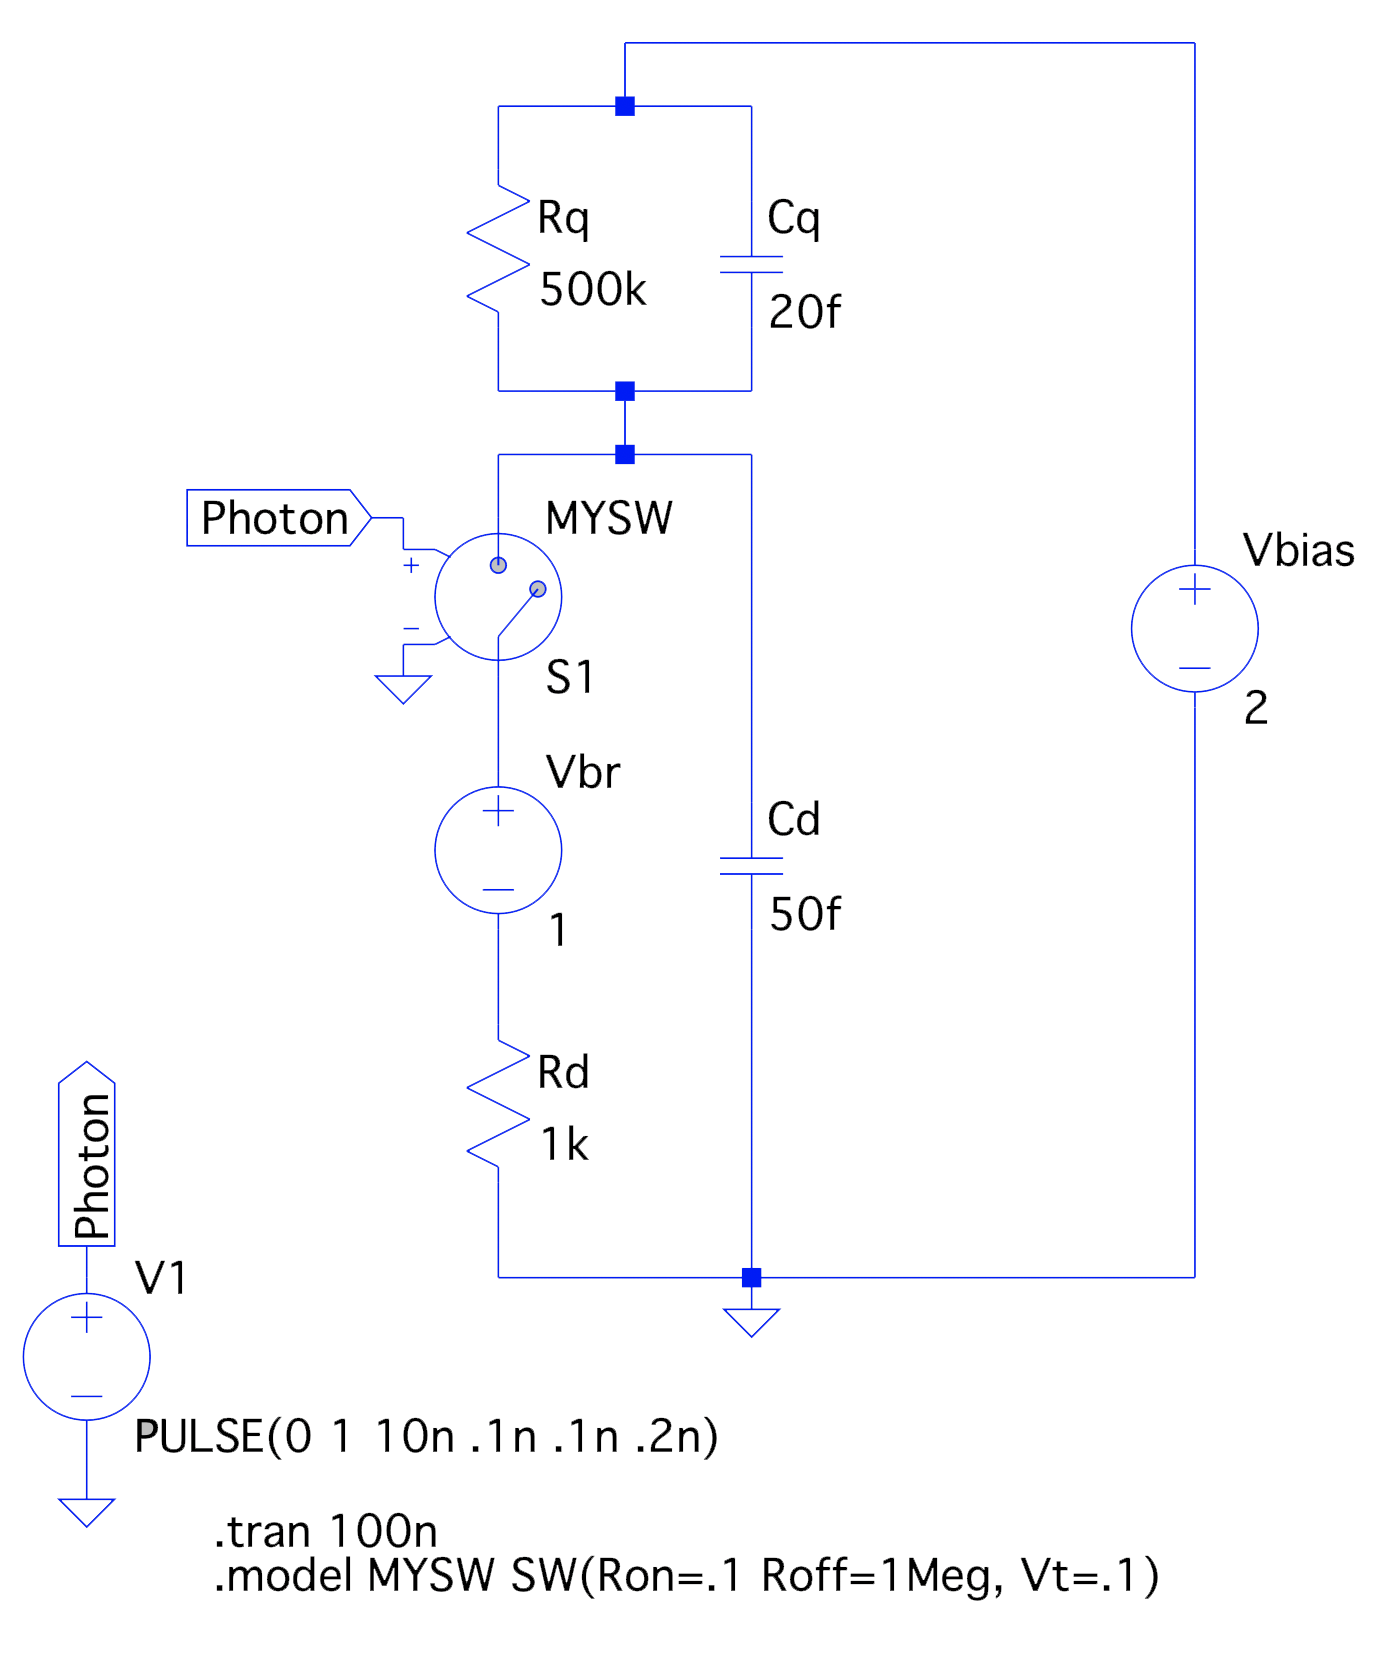 Rq
500k
Cq
20f
Photon
MYSW
+
−
S1
Vbias
+
−
2
Vbr
+
−
1
Cd
50f
Rd
1k
Photon
V1
+
−
PULSE(0 1 10n .1n .1n .2n)
.tran 100n
.model MYSW SW(Ron=.1 Roff=1Meg, Vt=.1)